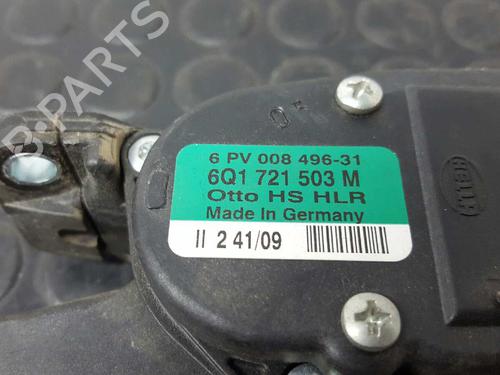 B-PARTS
6 PV 008 496-31
6Q1 721 503 M
Otto HS HLR
Made In Germany
II 2 41/09
HELLA